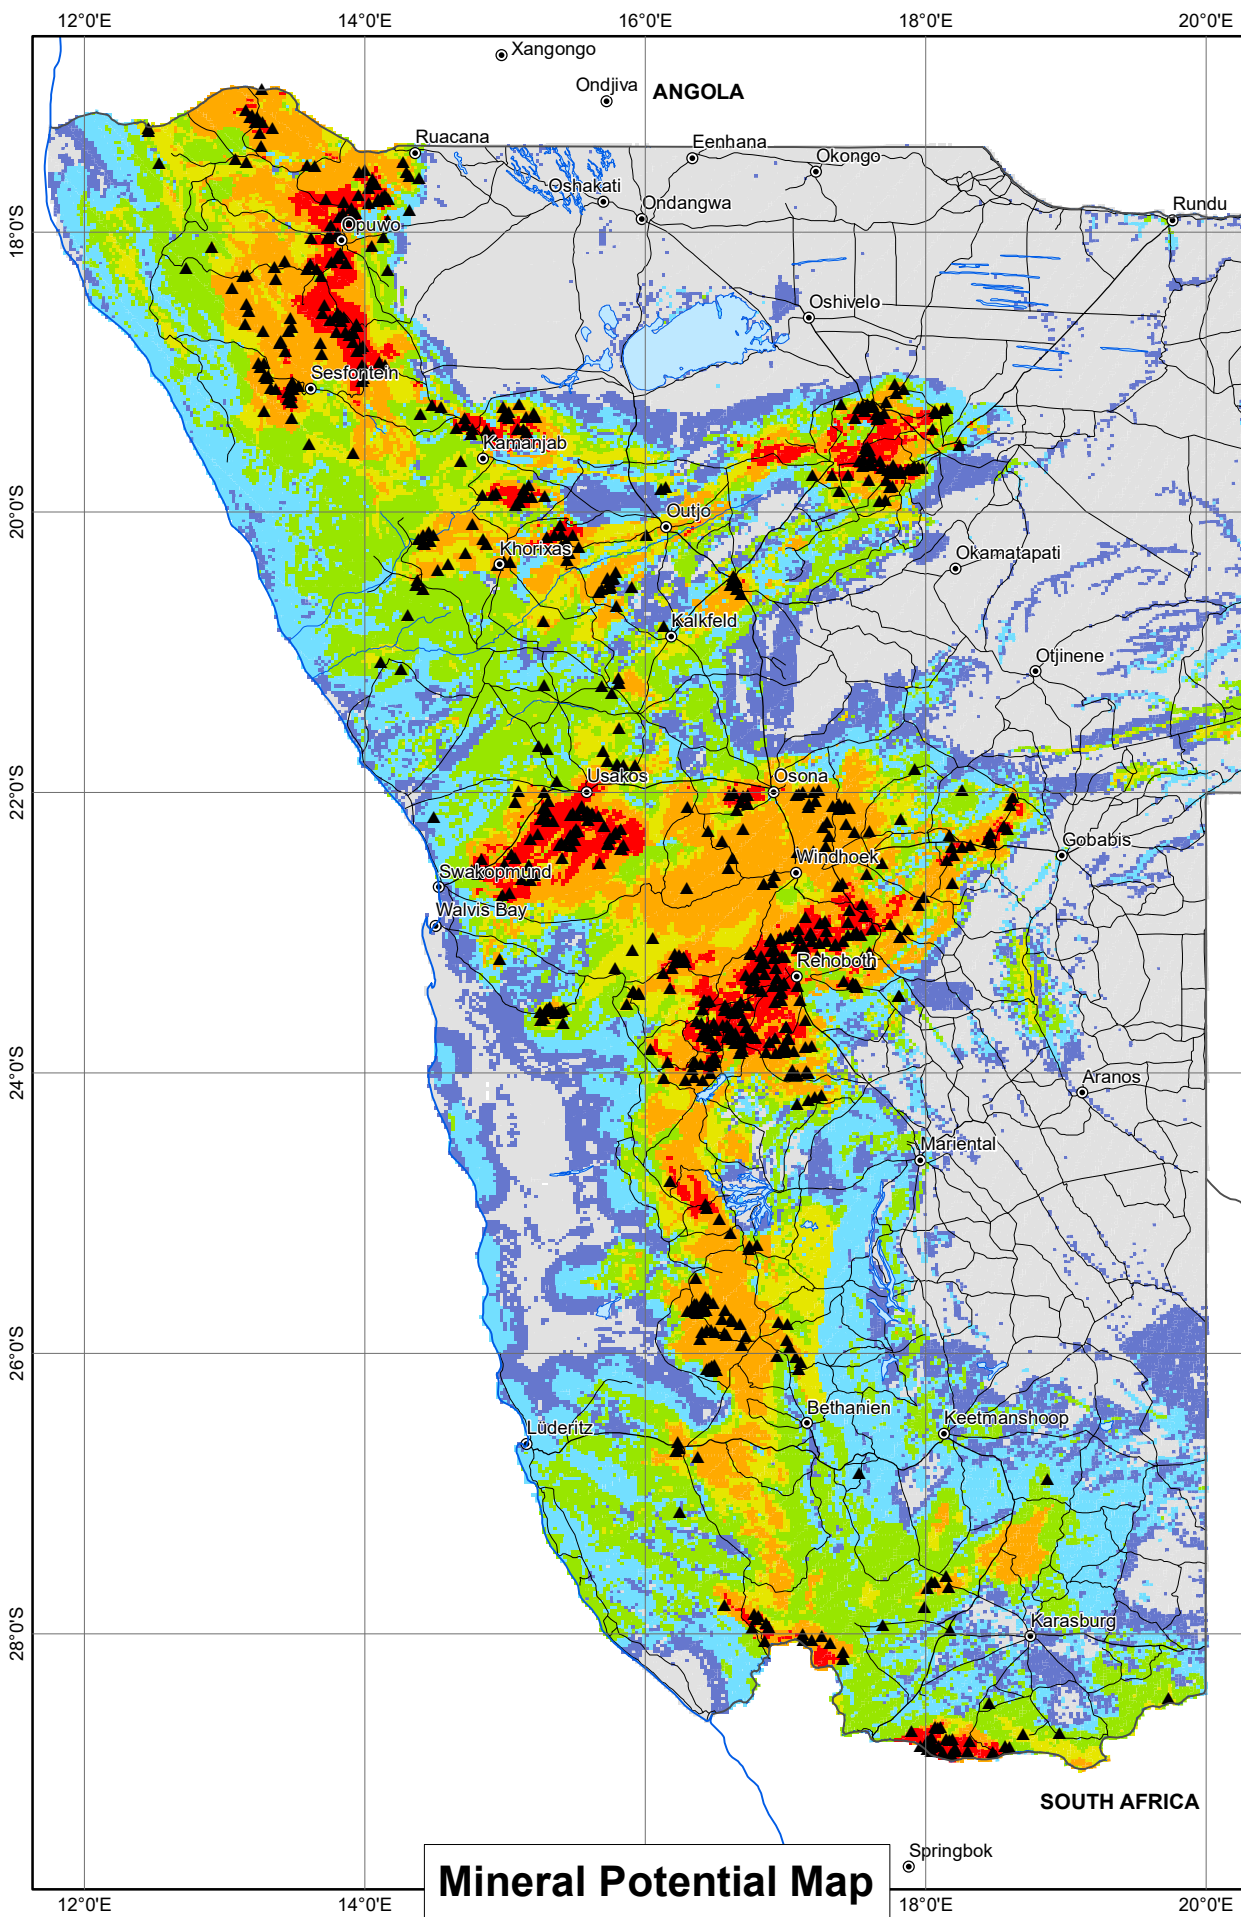 12°0'E 14°0'E 16°0'E 18°0'E 20°0'E
Xangongo
Ondjiva
ANGOLA
Ruacana
Eenhana
Okongo
Oshakati
Ondangwa
Rundu
Opuwo
18°0'S
Oshivelo
Sesfontein
Kamanjab
20°0'S
Outjo
Khorixas
Okamatapati
Kalkfeld
Otjinene
Usakos
Osona
22°0'S
Gobabis
Windhoek
Swakopmund
Walvis Bay
Rehoboth
24°0'S
Aranos
Mariental
26°0'S
Bethanien
Keetmanshoop
Lüderitz
28°0'S
Karasburg
SOUTH AFRICA
Springbok
Mineral Potential Map
12°0'E 14°0'E 16°0'E 18°0'E 20°0'E